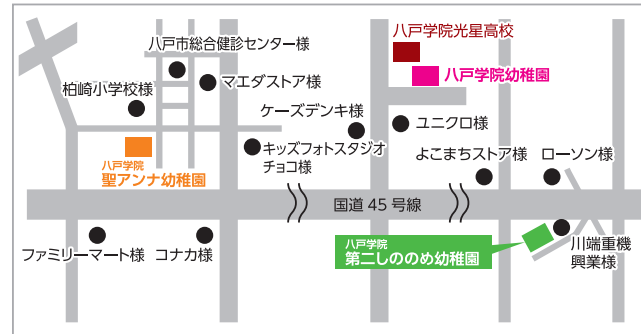 八戸学院光星高校
八戸市総合健診センター様
八戸学院幼稚園
マエダストア様
柏崎小学校様
ケーズデンキ様
ユニクロ様
キッズフォトスタジオ
チョコ様
よこまちストア様
ローソン様
八戸学院
聖アンナ幼稚園
国道45号線
ファミリーマート様
コナカ様
八戸学院
第二しののめ幼稚園
川端重機
興業様